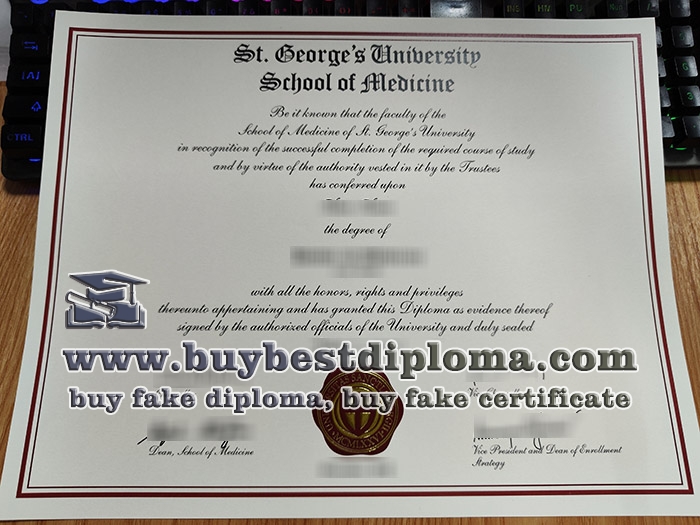 St. George's University
School of Medicine
Be it known that the faculty of the
School of Medicine of St. George's University
in recognition of the successful completion of the required course of study
and by virtue of the authority vested in it by the Trustees
has conferred upon
the degree of
with all the honors, rights and privileges
thereunto appertaining and has granted this Diploma as evidence thereof
signed by the authorized officials of the University and duly sealed
www.buybestdiploma.com
buy fake diploma, buy fake certificate
Dean, School of Medicine
Vice President and Dean of Enrollment
Strategy
CTRL